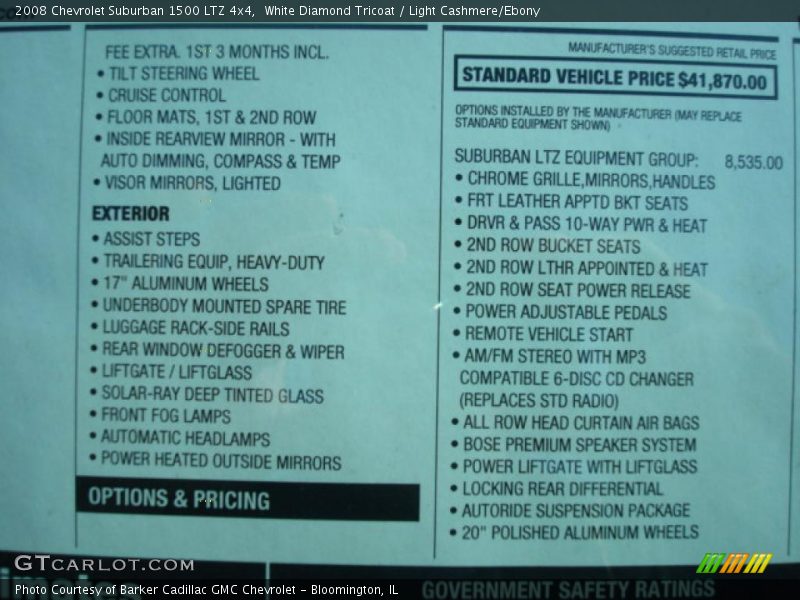 2008 Chevrolet Suburban 1500 LTZ 4x4,  White Diamond Tricoat / Light Cashmere/Ebony
FEE EXTRA. 1ST 3 MONTHS INCL.
• TILT STEERING WHEEL
• CRUISE CONTROL
• FLOOR MATS, 1ST & 2ND ROW
• INSIDE REARVIEW MIRROR - WITH
AUTO DIMMING, COMPASS & TEMP
• VISOR MIRRORS, LIGHTED
EXTERIOR
• ASSIST STEPS
• TRAILERING EQUIP, HEAVY-DUTY
• 17" ALUMINUM WHEELS
• UNDERBODY MOUNTED SPARE TIRE
• LUGGAGE RACK-SIDE RAILS
• REAR WINDOW DEFOGGER & WIPER
• LIFTGATE / LIFTGLASS
• SOLAR-RAY DEEP TINTED GLASS
• FRONT FOG LAMPS
• AUTOMATIC HEADLAMPS
• POWER HEATED OUTSIDE MIRRORS
OPTIONS & PRICING
MANUFACTURER'S SUGGESTED RETAIL PRICE
STANDARD VEHICLE PRICE $41,870.00
OPTIONS INSTALLED BY THE MANUFACTURER (MAY REPLACE
STANDARD EQUIPMENT SHOWN)
SUBURBAN LTZ EQUIPMENT GROUP: 8,535.00
• CHROME GRILLE,MIRRORS,HANDLES
• FRT LEATHER APPTD BKT SEATS
• DRVR & PASS 10-WAY PWR & HEAT
• 2ND ROW BUCKET SEATS
• 2ND ROW LTHR APPOINTED & HEAT
• 2ND ROW SEAT POWER RELEASE
• POWER ADJUSTABLE PEDALS
• REMOTE VEHICLE START
• AM/FM STEREO WITH MP3
COMPATIBLE 6-DISC CD CHANGER
(REPLACES STD RADIO)
• ALL ROW HEAD CURTAIN AIR BAGS
• BOSE PREMIUM SPEAKER SYSTEM
• POWER LIFTGATE WITH LIFTGLASS
• LOCKING REAR DIFFERENTIAL
• AUTORIDE SUSPENSION PACKAGE
• 20" POLISHED ALUMINUM WHEELS
GTCARLOT.COM
GOVERNMENT SAFETY RATINGS
Photo Courtesy of Barker Cadillac GMC Chevrolet - Bloomington, IL